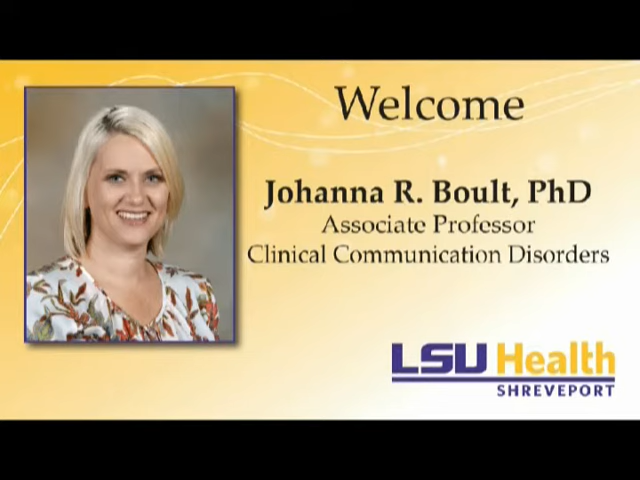 Welcome
Johanna R. Boult, PhD
Associate Professor
Clinical Communication Disorders
LSU Health
SHREVEPORT